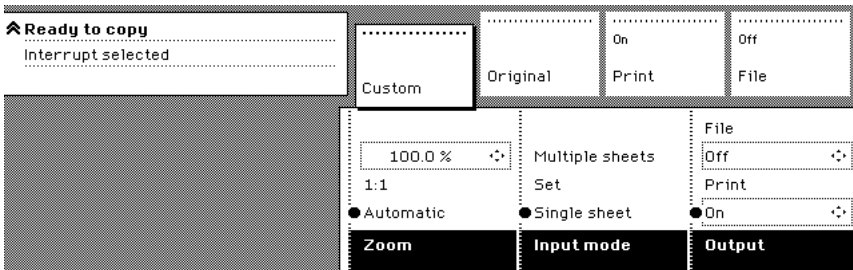 Ready to copy
Interrupt selected
Custom
Original
On
Print
Off
File
100.0 %
1:1
Automatic
Zoom
Multiple sheets
Set
Single sheet
Input mode
File
Off
Print
On
Output